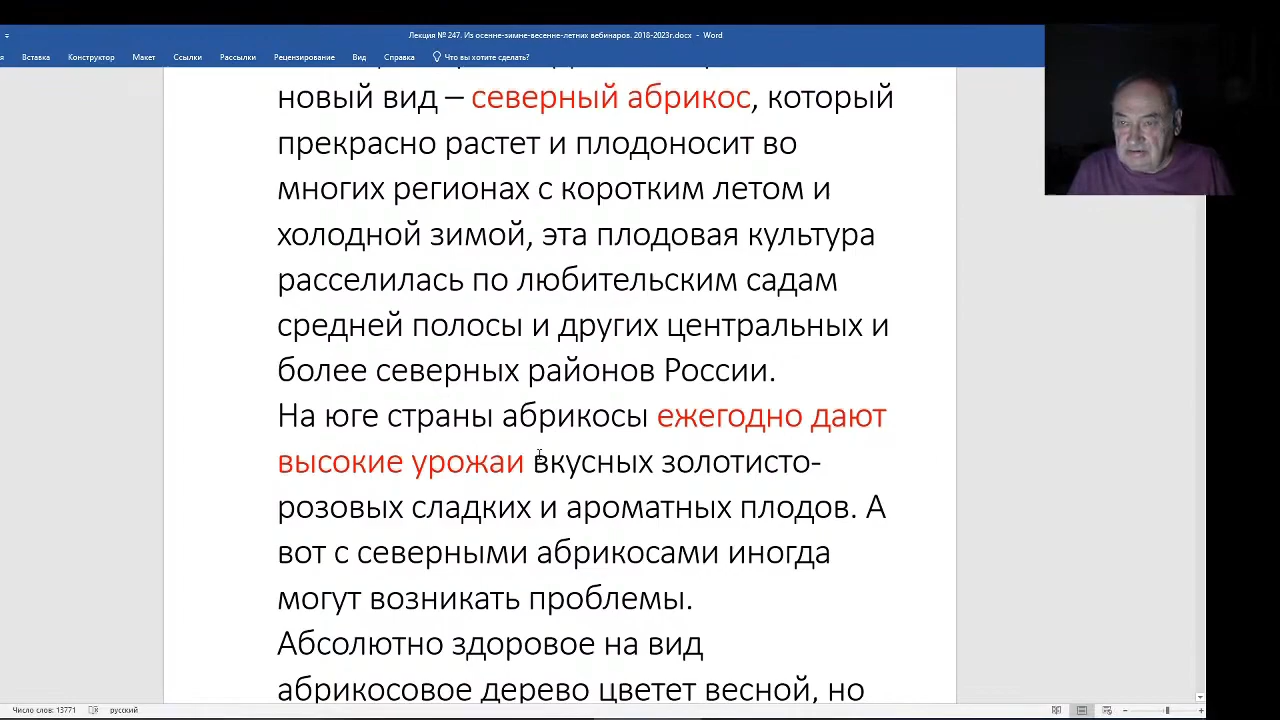 Лекция № 247. Из осенне-зимне-весенне-летних вебинаров. 2018-2023г.docx - Word
Вставка Конструктор Макет Ссылки Рассылки Рецензирование Вид Справка Что вы хотите сделать?
новый вид – северный абрикос, который
прекрасно растет и плодоносит во
многих регионах с коротким летом и
холодной зимой, эта плодовая культура
расселилась по любительским садам
средней полосы и других центральных и
более северных районов России.
На юге страны абрикосы ежегодно дают
высокие урожаи вкусных золотисто-
розовых сладких и ароматных плодов. А
вот с северными абрикосами иногда
могут возникать проблемы.
Абсолютно здоровое на вид
абрикосовое дерево цветет весной, но
Число слов: 13771 русский